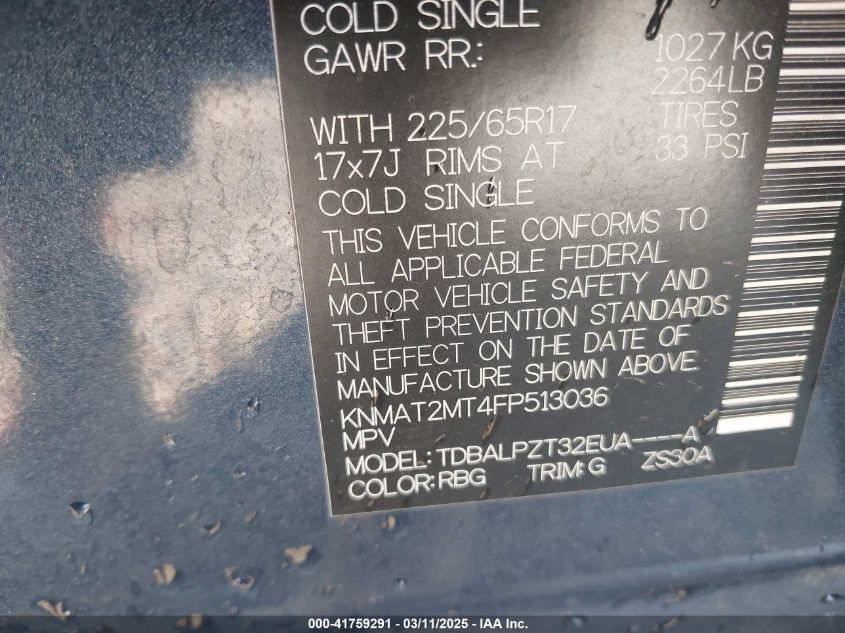 COLD SINGLE
GAWR RR.: 1027 KG
2264LB
WITH 225/65R17 TIRES
17x7J RIMS AT 33 PSI
COLD SINGLE
THIS VEHICLE CONFORMS TO
ALL APPLICABLE FEDERAL
MOTOR VEHICLE SAFETY AND
THEFT PREVENTION STANDARDS
IN EFFECT ON THE DATE OF
MANUFACTURE SHOWN ABOVE.
KNMAT2MT4FP513036
MPV
MODEL:TDBALPZT32EUA----A
COLOR:RBG TRIM:G ZS30A
000-41759291 - 03/11/2025 - IAA Inc.